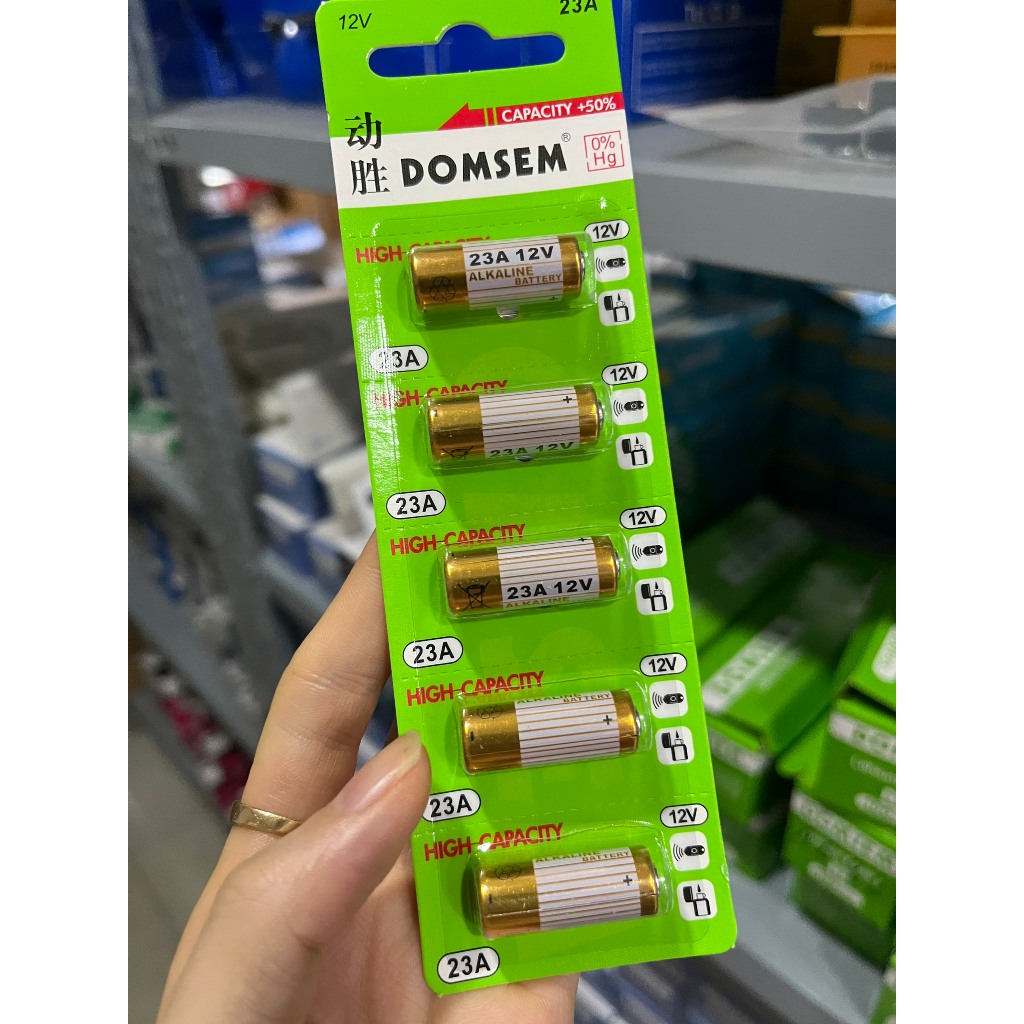 12V
23A
CAPACITY +50%
动胜
DOMSEM®
0%
Hg
HIGH CAPACITY
12V
23A 12V
ALKALINE
BATTERY
+
23A
HIGH CAPACITY
12V
+
23A 12V
23A
HIGH CAPACITY
12V
+
23A 12V
ALKALINE
23A
HIGH CAPACITY
12V
ALKALINE
BATTERY
- +
23A
HIGH CAPACITY
12V
ALKALINE
BATTERY
- +
23A